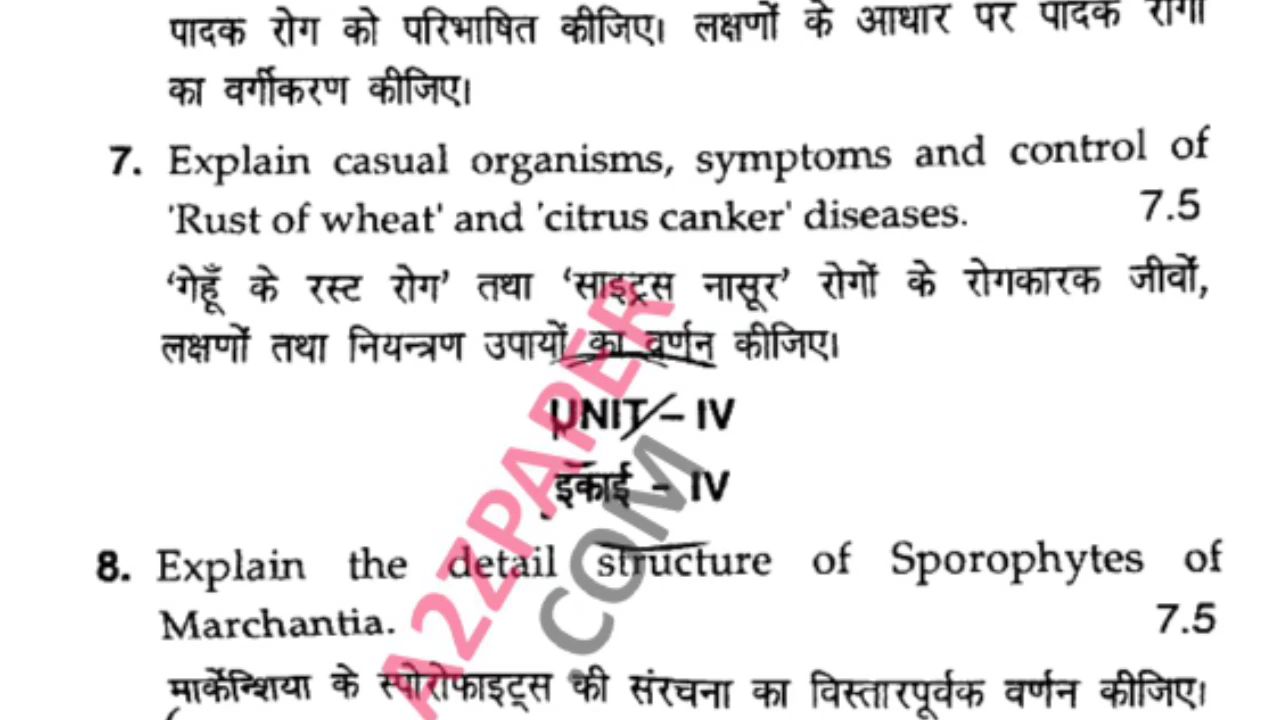 पादक रोग को परिभाषित कीजिए। लक्षणों के आधार पर पादक रोगों
का वर्गीकरण कीजिए।
7. Explain casual organisms, symptoms and control of
'Rust of wheat' and 'citrus canker' diseases. 7.5
'गेहूँ के रस्ट रोग' तथा 'साइट्रस नासूर' रोगों के रोगकारक जीवों,
लक्षणों तथा नियन्त्रण उपायों का वर्णन कीजिए।
UNIT – IV
इकाई – IV
8. Explain the detail structure of Sporophytes of
Marchantia. 7.5
मार्केन्शिया के स्पोरोफाइट्स की संरचना का विस्तारपूर्वक वर्णन कीजिए।
A2ZPAPER
.COM